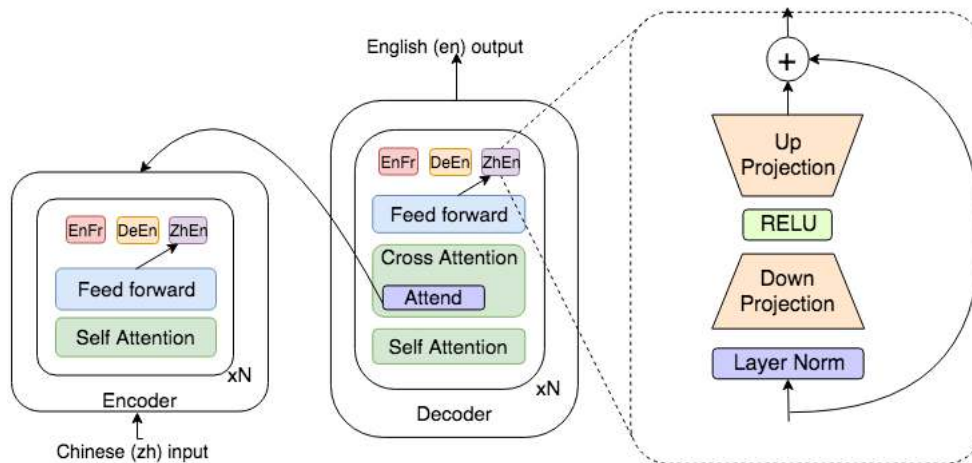 English (en) output
EnFr DeEn ZhEn
Feed forward
Cross Attention
Attend
Self Attention
xN
Decoder
EnFr DeEn ZhEn
Feed forward
Self Attention
xN
Encoder
Chinese (zh) input
+
Up
Projection
RELU
Down
Projection
Layer Norm